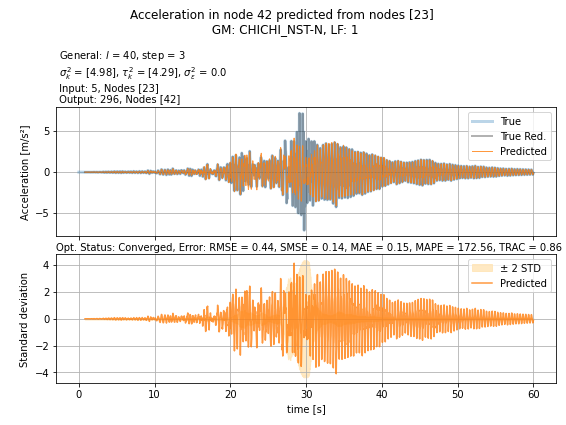 Acceleration in node 42 predicted from nodes [23]
GM: CHICHI_NST-N, LF: 1
General: l = 40, step = 3
σ²ₖ = [4.98], τ²ₖ = [4.29], σ²ε = 0.0
Input: 5, Nodes [23]
Output: 296, Nodes [42]
Acceleration [m/s²]
5
0
−5
True
True Red.
Predicted
Opt. Status: Converged, Error: RMSE = 0.44, SMSE = 0.14, MAE = 0.15, MAPE = 172.56, TRAC = 0.86
Standard deviation
4
2
0
−2
−4
± 2 STD
Predicted
0 10 20 30 40 50 60
time [s]